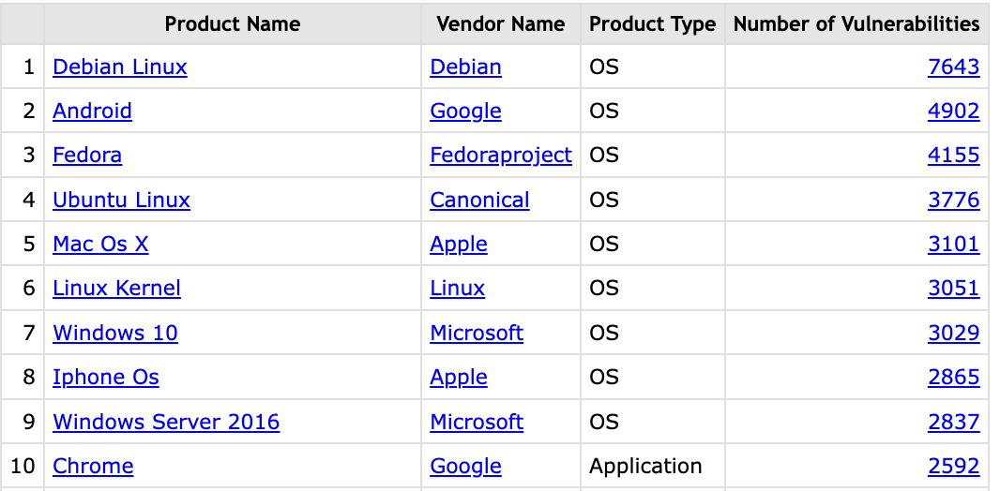 Product Name Vendor Name Product Type Number of Vulnerabilities
1 Debian Linux Debian OS 7643
2 Android Google OS 4902
3 Fedora Fedoraproject OS 4155
4 Ubuntu Linux Canonical OS 3776
5 Mac Os X Apple OS 3101
6 Linux Kernel Linux OS 3051
7 Windows 10 Microsoft OS 3029
8 Iphone Os Apple OS 2865
9 Windows Server 2016 Microsoft OS 2837
10 Chrome Google Application 2592